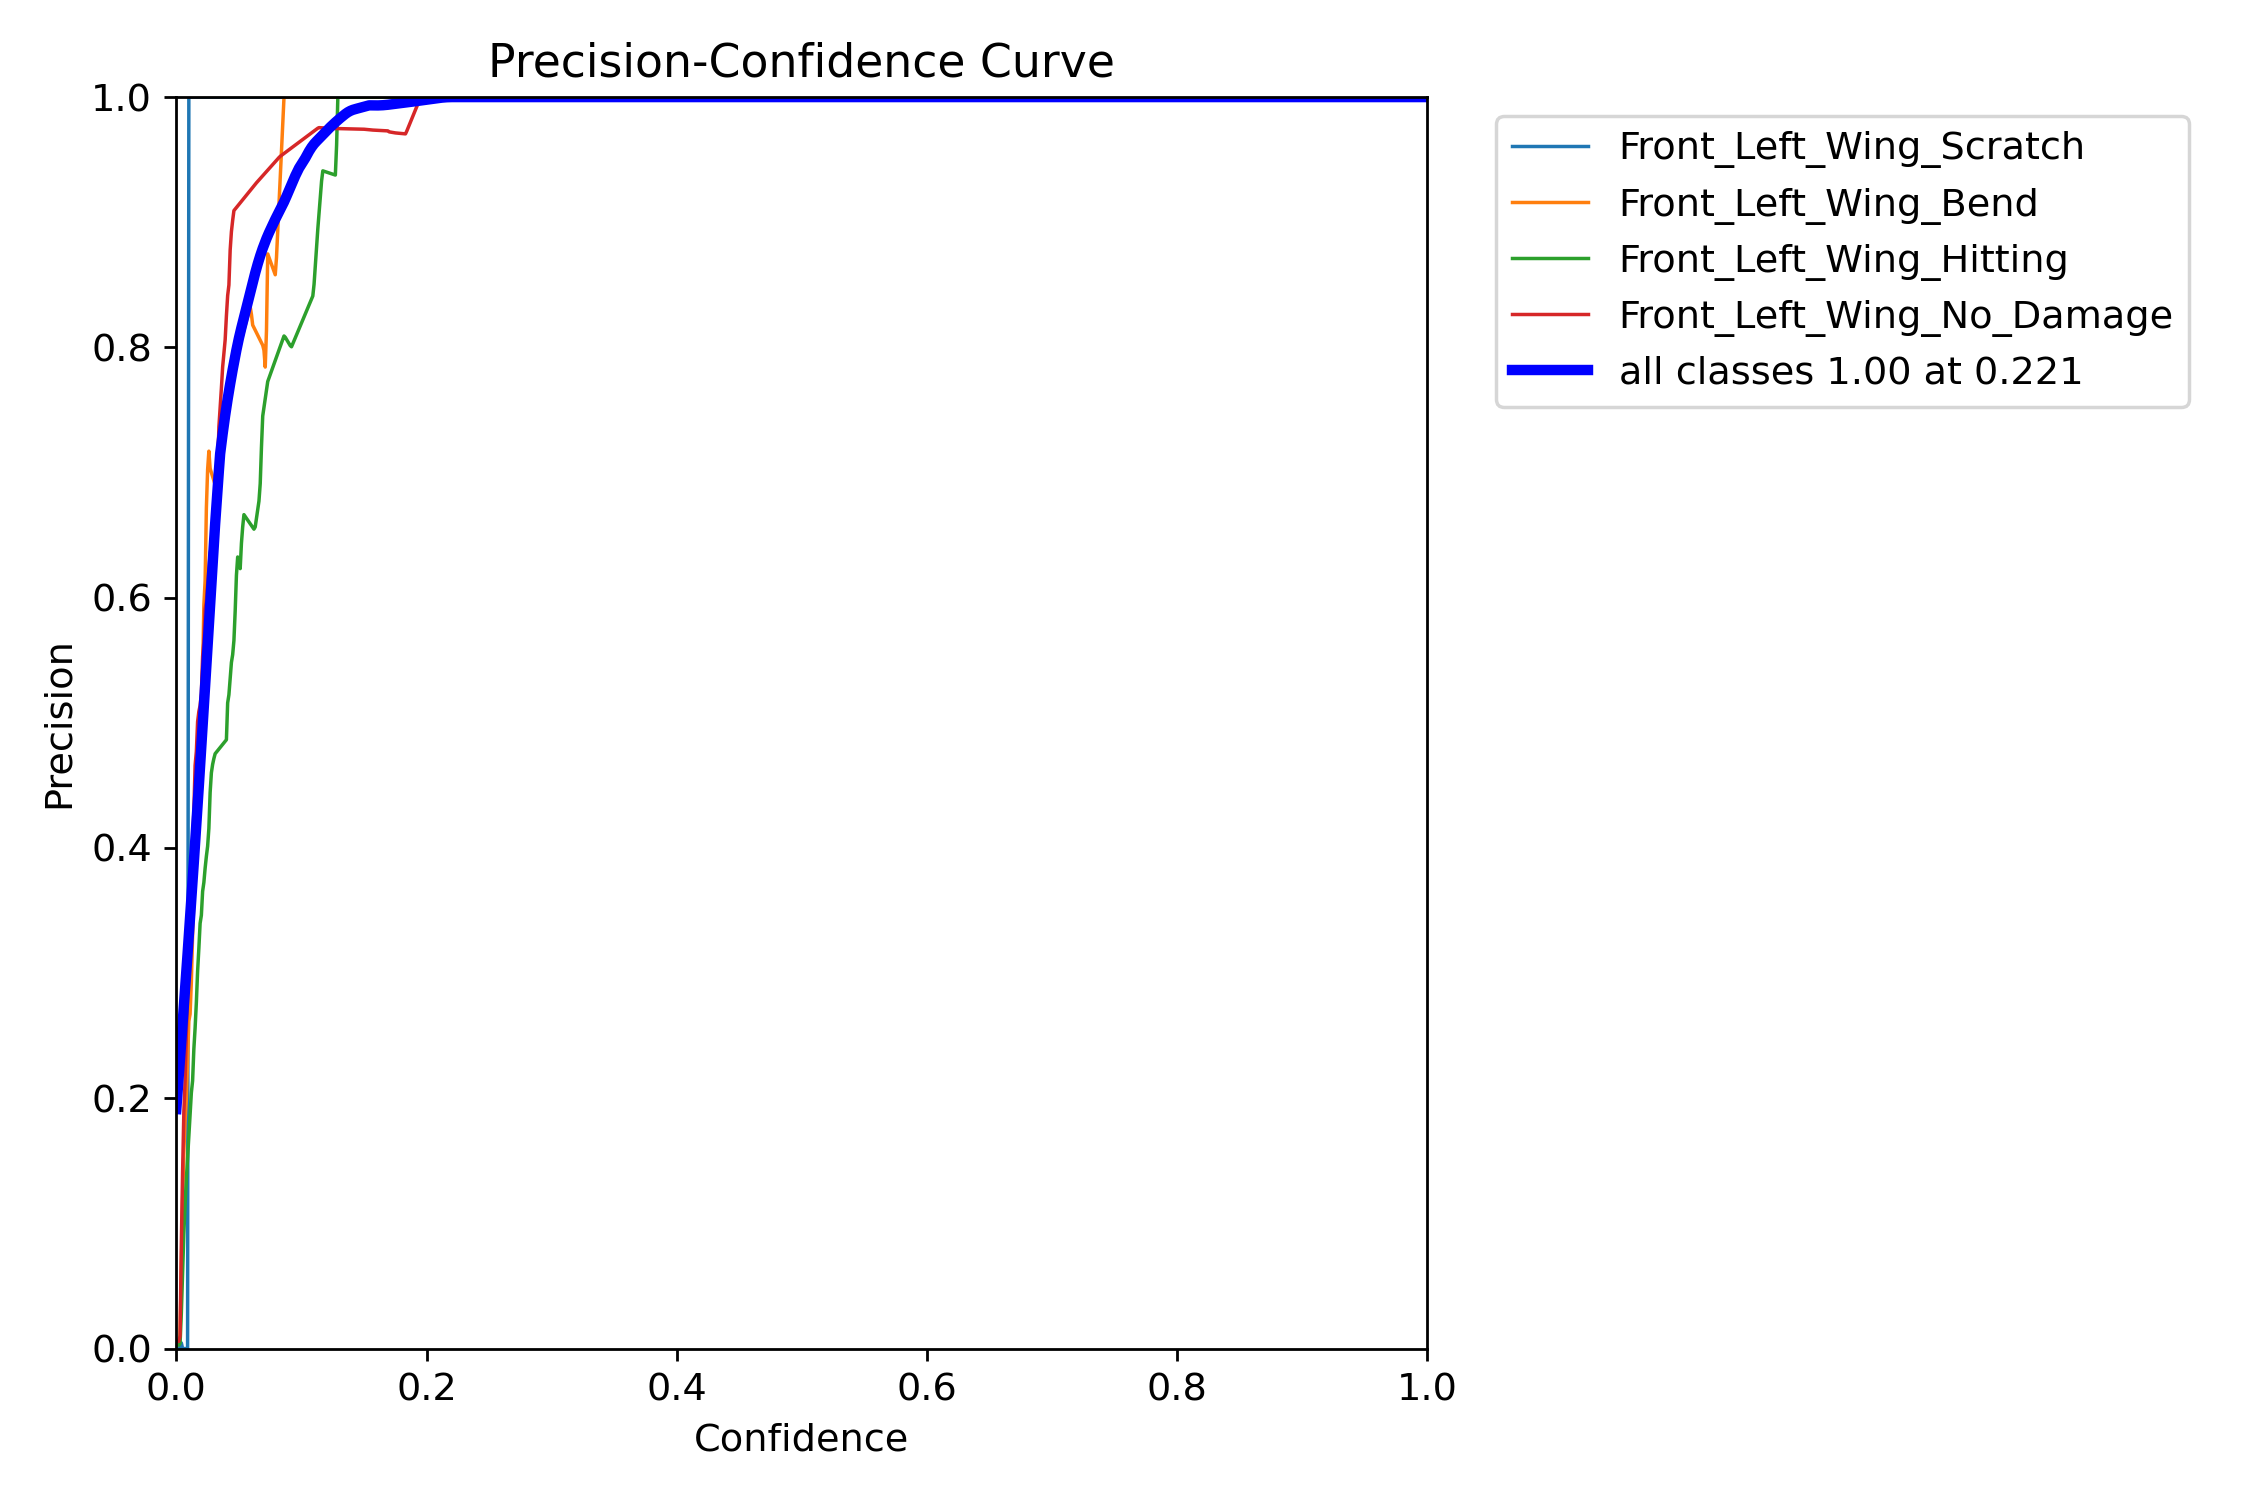 Precision-Confidence Curve
1.0
0.8
0.6
0.4
0.2
0.0
Precision
0.0 0.2 0.4 0.6 0.8 1.0
Confidence
Front_Left_Wing_Scratch
Front_Left_Wing_Bend
Front_Left_Wing_Hitting
Front_Left_Wing_No_Damage
all classes 1.00 at 0.221